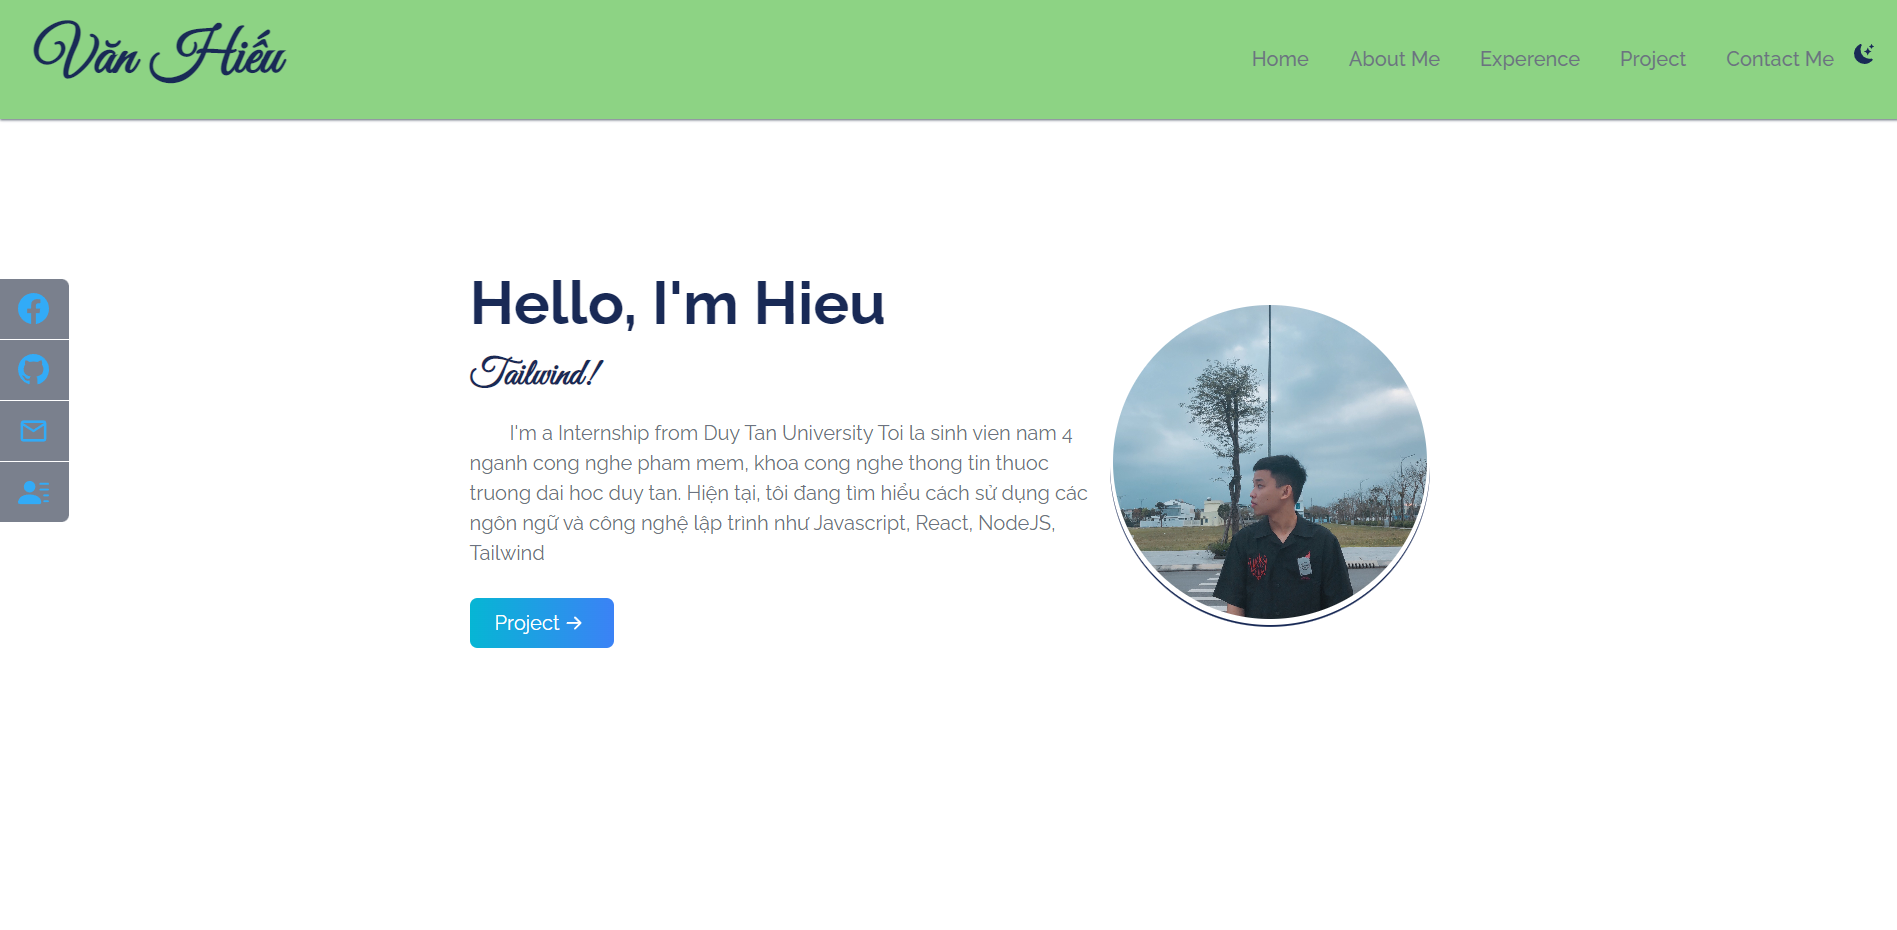 Văn Hiếu
Home
About Me
Experence
Project
Contact Me
Hello, I'm Hieu
Tailwind!
I'm a Internship from Duy Tan University Toi la sinh vien nam 4
nganh cong nghe pham mem, khoa cong nghe thong tin thuoc
truong dai hoc duy tan. Hiện tại, tôi đang tìm hiểu cách sử dụng các
ngôn ngữ và công nghệ lập trình như Javascript, React, NodeJS,
Tailwind
Project →